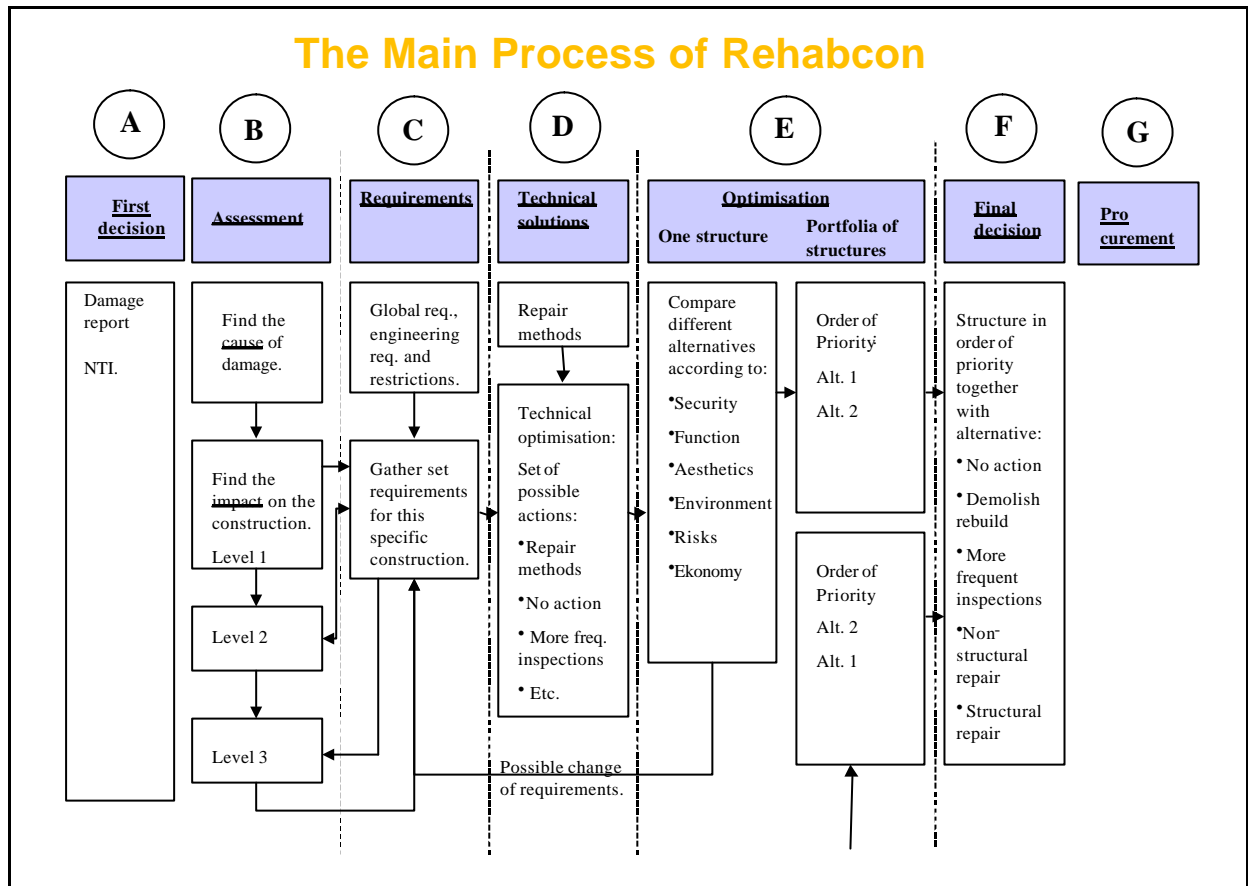 The Main Process of Rehabcon
A
B
C
D
E
F
G
First
decision
Assessment
Requirements
Technical
solutions
Optimisation
One structure
Portfolia of
structures
Final
decision
Pro
curement
Damage
report
NTI.
Find the
cause of
damage.
Find the
impact on the
construction.
Level 1
Level 2
Level 3
Global req.,
engineering
req. and
restrictions.
Gather set
requirements
for this
specific
construction.
Repair
methods
Technical
optimisation:
Set of
possible
actions:
•Repair
methods
•No action
• More freq.
inspections
• Etc.
Possible change
of requirements.
Compare
different
alternatives
according to:
•Security
•Function
•Aesthetics
•Environment
•Risks
•Ekonomy
Order of
Priority:
Alt. 1
Alt. 2
Order of
Priority
Alt. 2
Alt. 1
Structure in
order of
priority
together
with
alternative:
• No action
• Demolish
rebuild
• More
frequent
inspections
•Non-
structural
repair
• Structural
repair